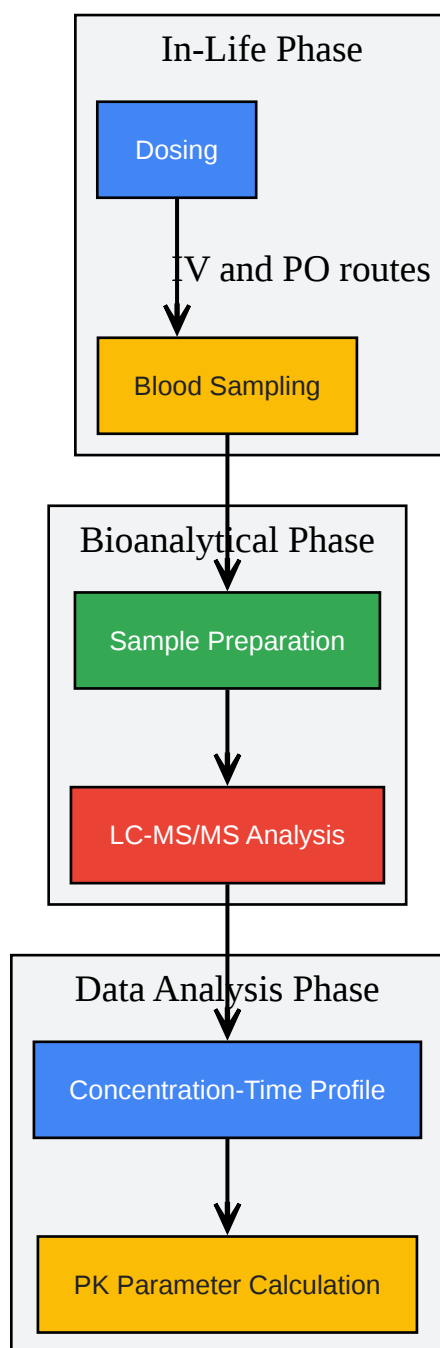 In-Life Phase
Dosing
IV and PO routes
Blood Sampling
Bioanalytical Phase
Sample Preparation
LC-MS/MS Analysis
Data Analysis Phase
Concentration-Time Profile
PK Parameter Calculation